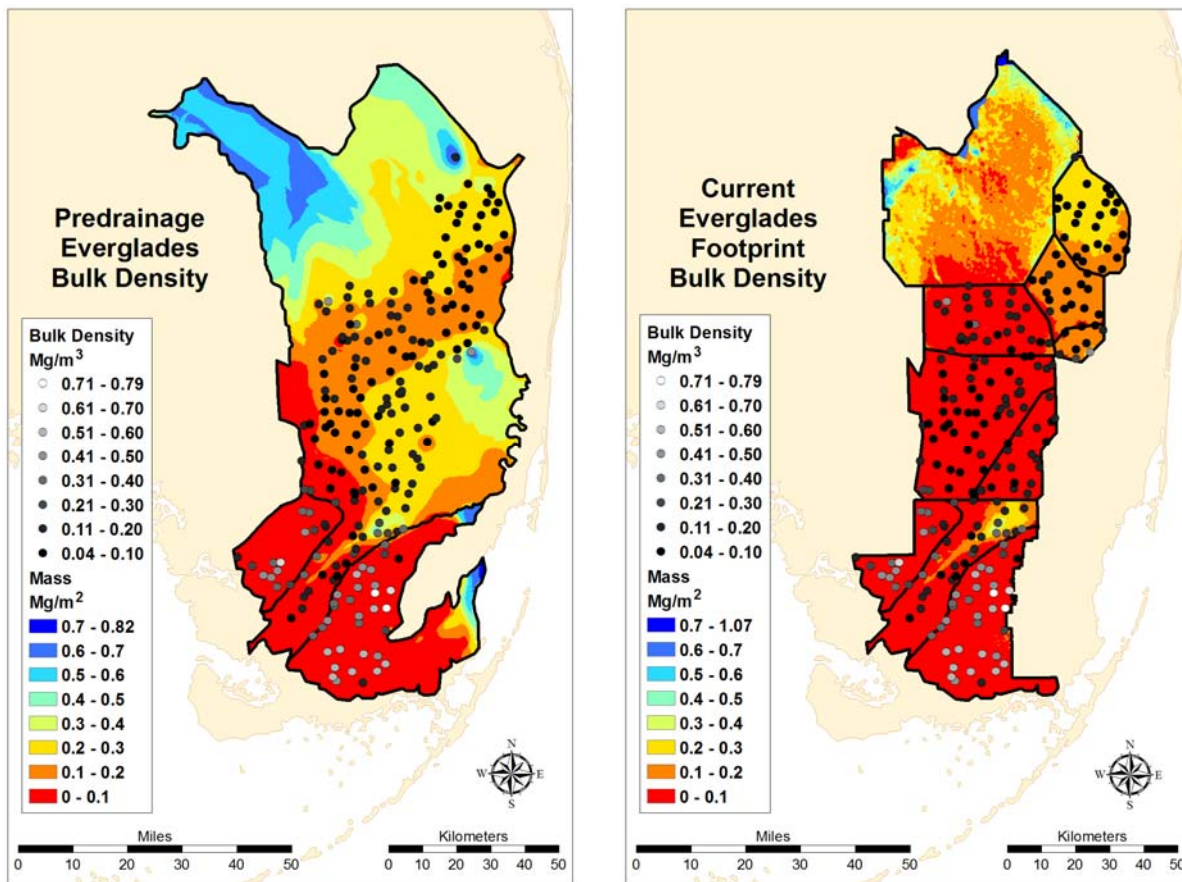 Predrainage
Everglades
Bulk Density
Bulk Density
Mg/m³
0.71 - 0.79
0.61 - 0.70
0.51 - 0.60
0.41 - 0.50
0.31 - 0.40
0.21 - 0.30
0.11 - 0.20
0.04 - 0.10
Mass
Mg/m²
0.7 - 0.82
0.6 - 0.7
0.5 - 0.6
0.4 - 0.5
0.3 - 0.4
0.2 - 0.3
0.1 - 0.2
0 - 0.1
N
W E
S
Miles
0 10 20 30 40 50
Kilometers
0 10 20 30 40 50
Current
Everglades
Footprint
Bulk Density
Bulk Density
Mg/m³
0.71 - 0.79
0.61 - 0.70
0.51 - 0.60
0.41 - 0.50
0.31 - 0.40
0.21 - 0.30
0.11 - 0.20
0.04 - 0.10
Mass
Mg/m²
0.7 - 1.07
0.6 - 0.7
0.5 - 0.6
0.4 - 0.5
0.3 - 0.4
0.2 - 0.3
0.1 - 0.2
0 - 0.1
N
W E
S
Miles
0 10 20 30 40 50
Kilometers
0 10 20 30 40 50